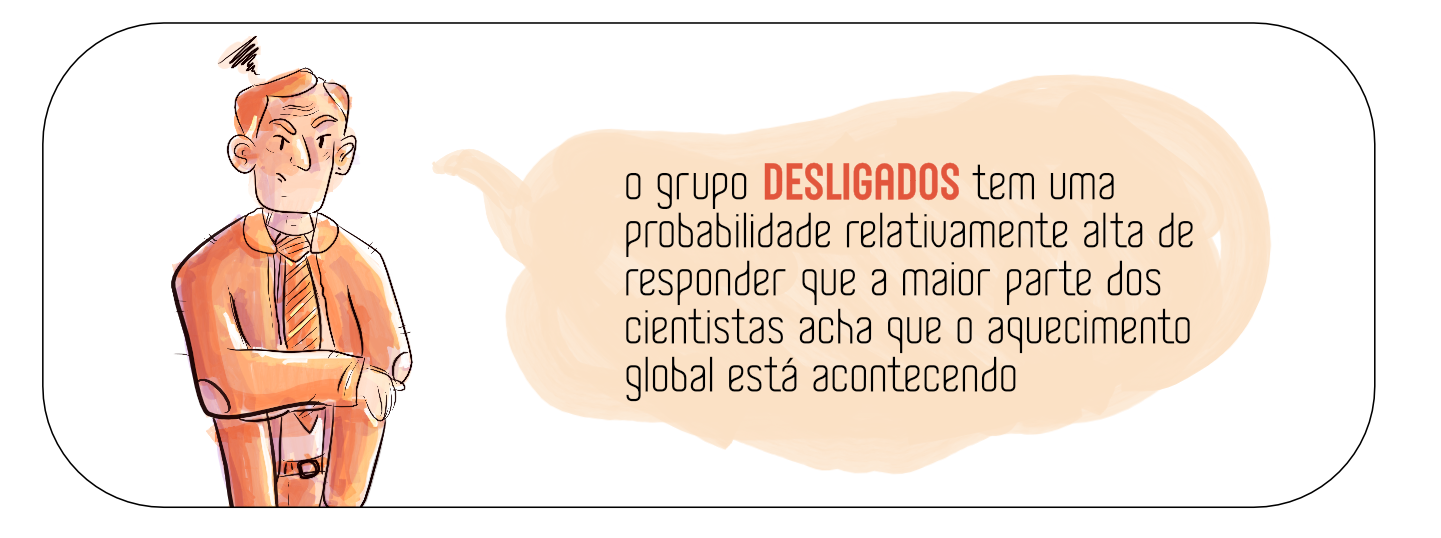 o grupo DESLIGADOS tem uma
probabilidade relativamente alta de
responder que a maior parte dos
cientistas acha que o aquecimento
global está acontecendo